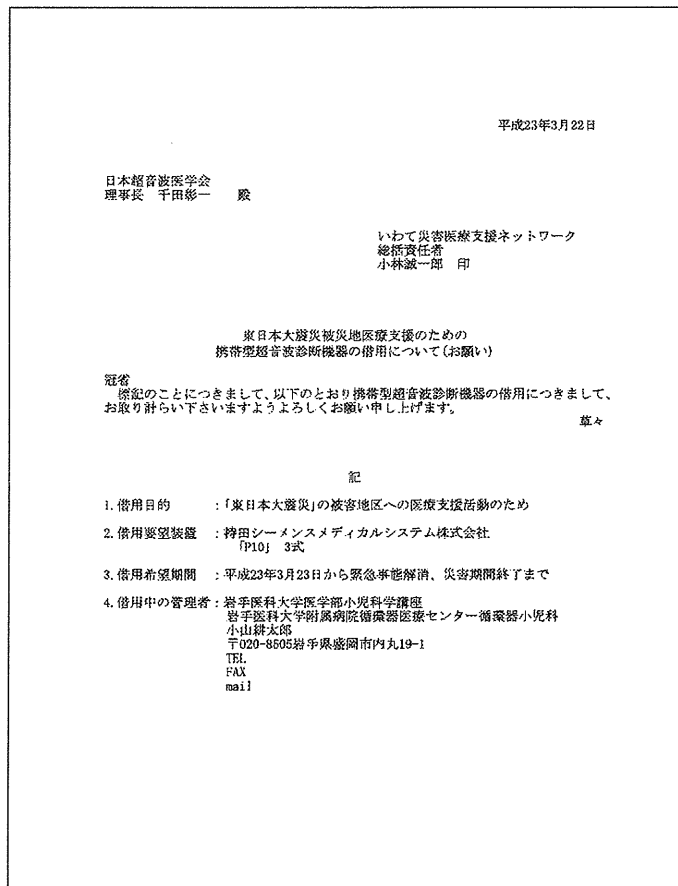 平成23年3月22日
日本超音波医学会
理事長 千田彰一 殿
いわて災害医療支援ネットワーク
総括責任者
小林誠一郎 印
東日本大震災被災地医療支援のための
携帯型超音波診断機器の借用について(お願い)
冠省
標記のことにつきまして、以下のとおり携帯型超音波診断機器の借用につきまして、
お取り計らい下さいますようよろしくお願い申し上げます。
草々
記
1. 借用目的 :「東日本大震災」の被害地区への医療支援活動のため
2. 借用要望装置 : 持田シーメンスメディカルシステム株式会社
「P10」 3式
3. 借用希望期間 : 平成23年3月23日から緊急事態解消、災害期間終了まで
4. 借用中の管理者 : 岩手医科大学医学部小児科学講座
岩手医科大学附属病院循環器医療センター循環器小児科
小山耕太郎
〒020-8505岩手県盛岡市内丸19-1
TEL
FAX
mail